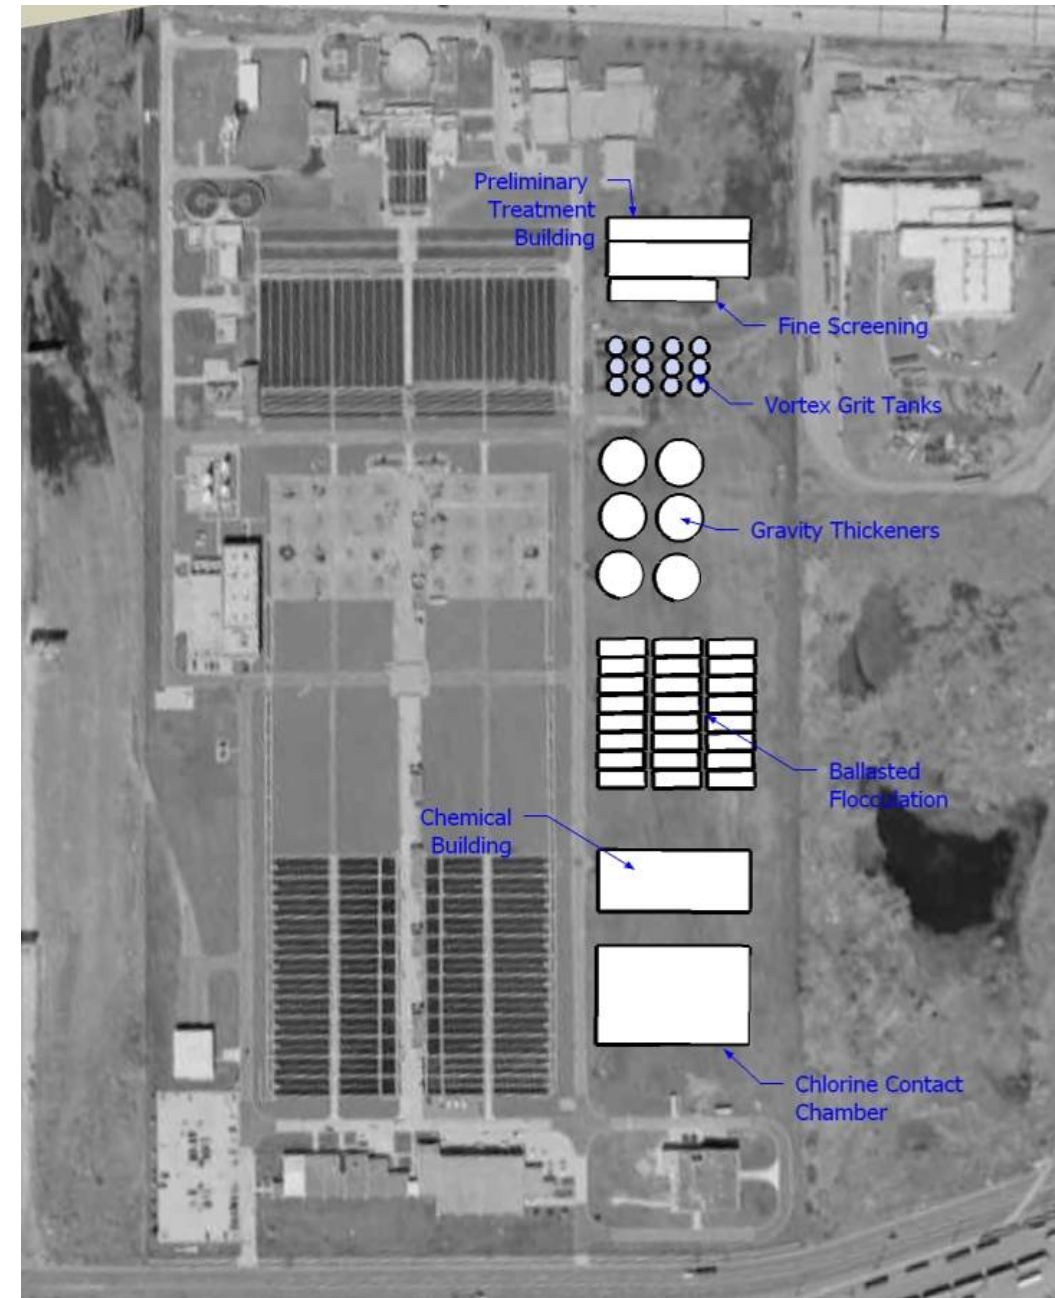 Preliminary
Treatment
Building
Fine Screening
Vortex Grit Tanks
Gravity Thickeners
Ballasted
Flocculation
Chemical
Building
Chlorine Contact
Chamber